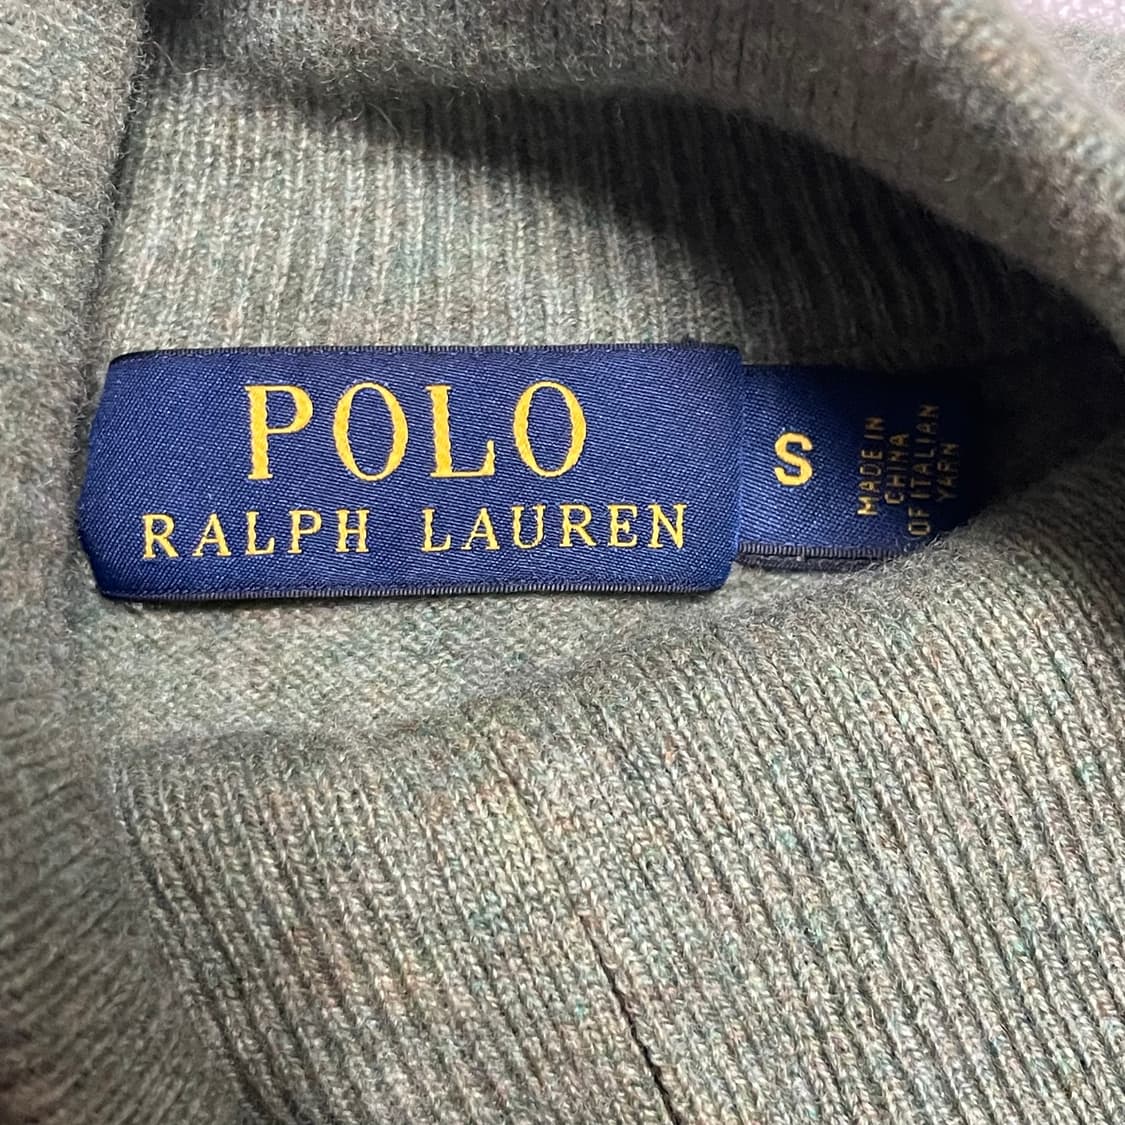 POLO
RALPH LAUREN
S
MADE IN
CHINA
OF ITALIAN
YARN